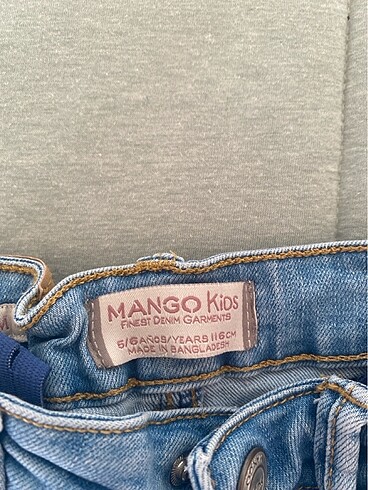 MANGO KIDS
FINEST DENIM GARMENTS
5/6 AÑOS/YEARS 116CM
MADE IN BANGLADESH
M